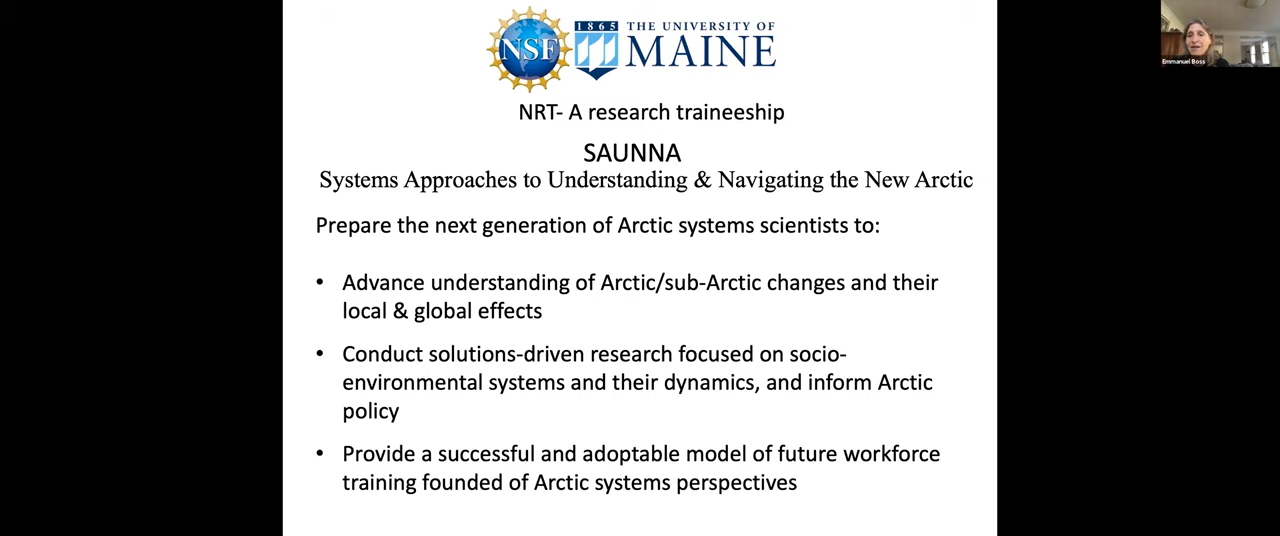 NSF
1865
THE UNIVERSITY OF
MAINE
Emmanuel Boss
NRT- A research traineeship
SAUNNA
Systems Approaches to Understanding & Navigating the New Arctic
Prepare the next generation of Arctic systems scientists to:
• Advance understanding of Arctic/sub-Arctic changes and their
local & global effects
• Conduct solutions-driven research focused on socio-
environmental systems and their dynamics, and inform Arctic
policy
• Provide a successful and adoptable model of future workforce
training founded of Arctic systems perspectives